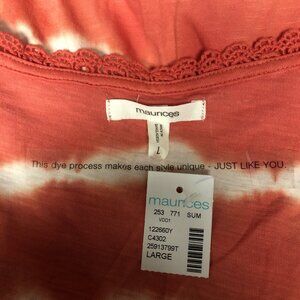 maurices
L
This dye process makes each style unique - JUST LIKE YOU.
maurices
253 771 SUM
V001
122660Y
C4302
25913799T
LARGE